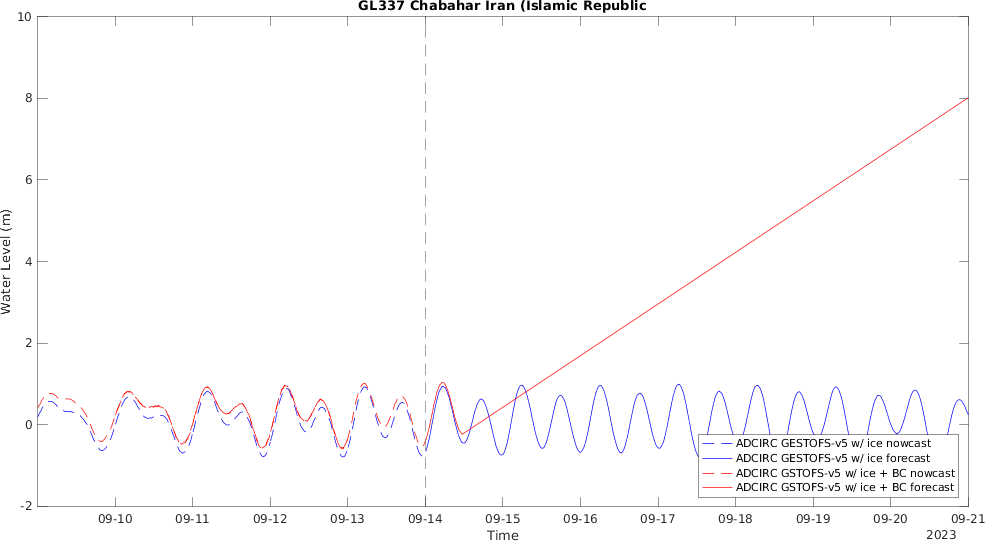 GL337 Chabahar Iran (Islamic Republic
10
8
6
4
2
0
-2
Water Level (m)
09-10 09-11 09-12 09-13 09-14 09-15 09-16 09-17 09-18 09-19 09-20 09-21
Time
2023
ADCIRC GESTOFS-v5 w/ ice nowcast
ADCIRC GESTOFS-v5 w/ ice forecast
ADCIRC GSTOFS-v5 w/ ice + BC nowcast
ADCIRC GSTOFS-v5 w/ ice + BC forecast